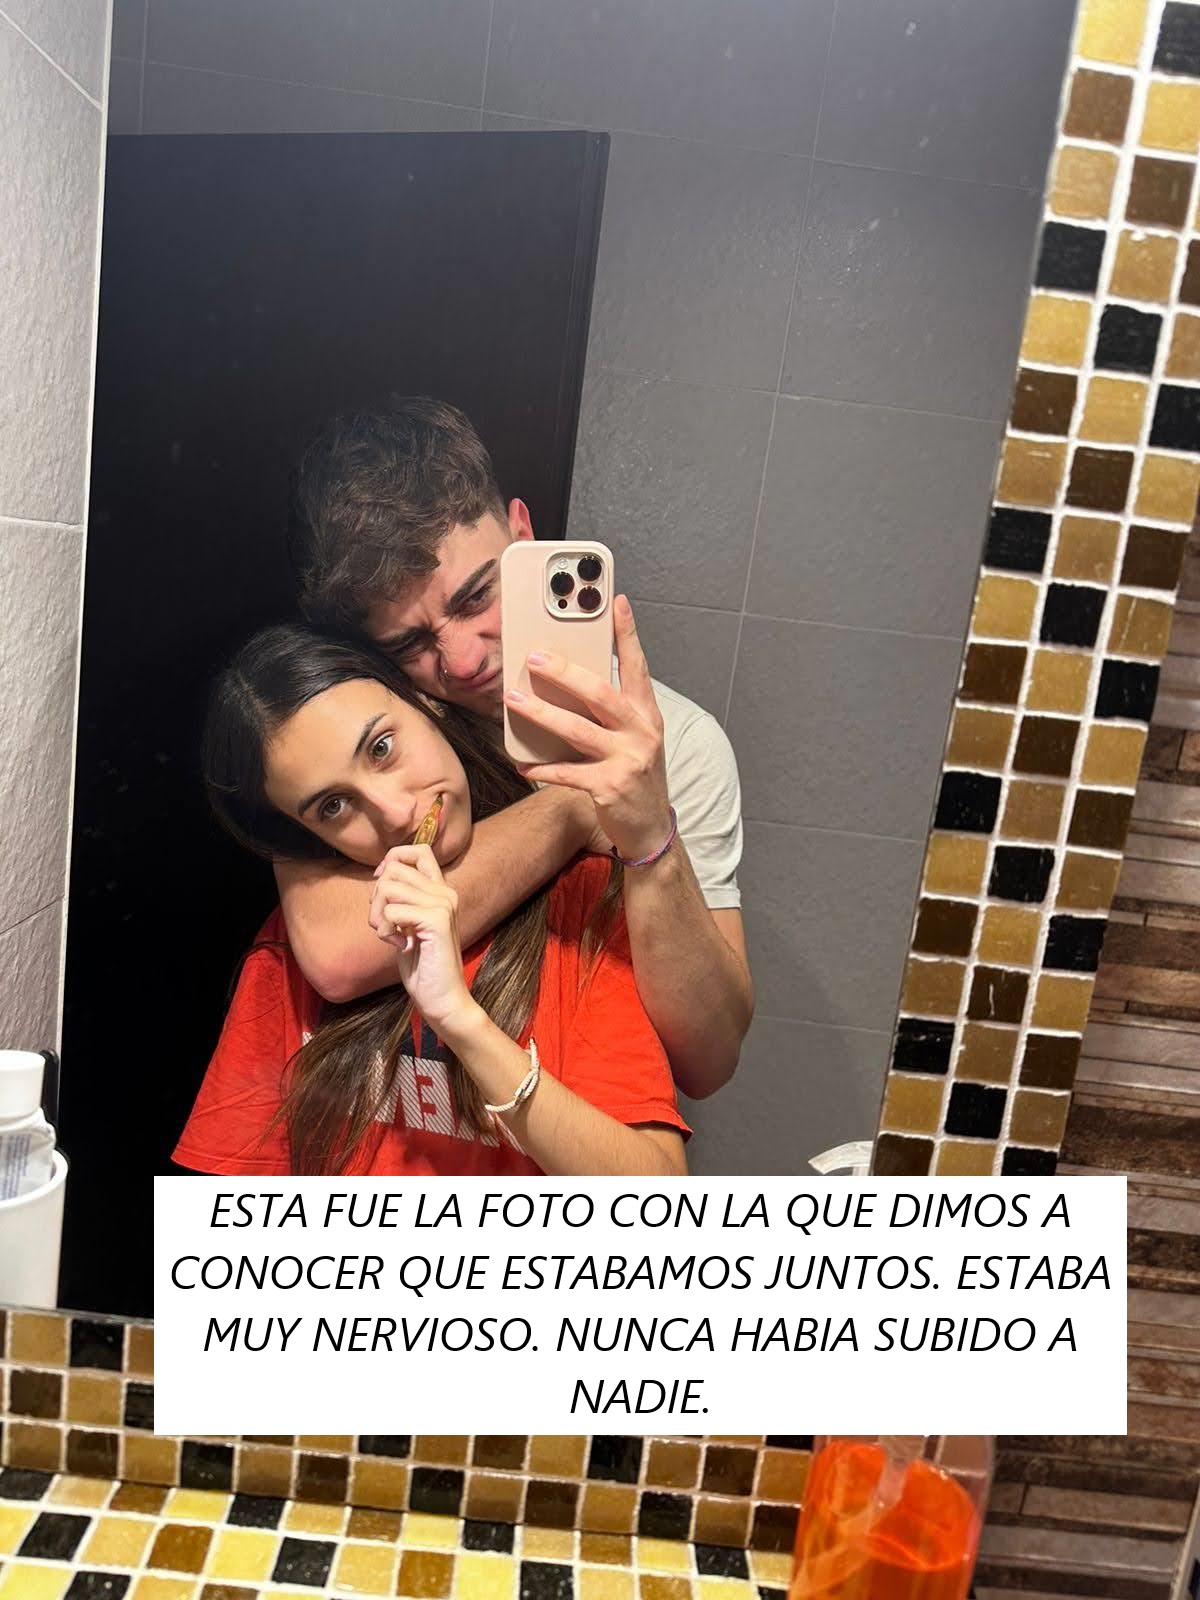 ESTA FUE LA FOTO CON LA QUE DIMOS A
CONOCER QUE ESTABAMOS JUNTOS. ESTABA
MUY NERVIOSO. NUNCA HABIA SUBIDO A
NADIE.